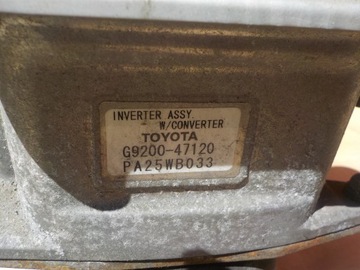 INVERTER ASSY.
W/CONVERTER
TOYOTA
G9200-47120
PA25WB033